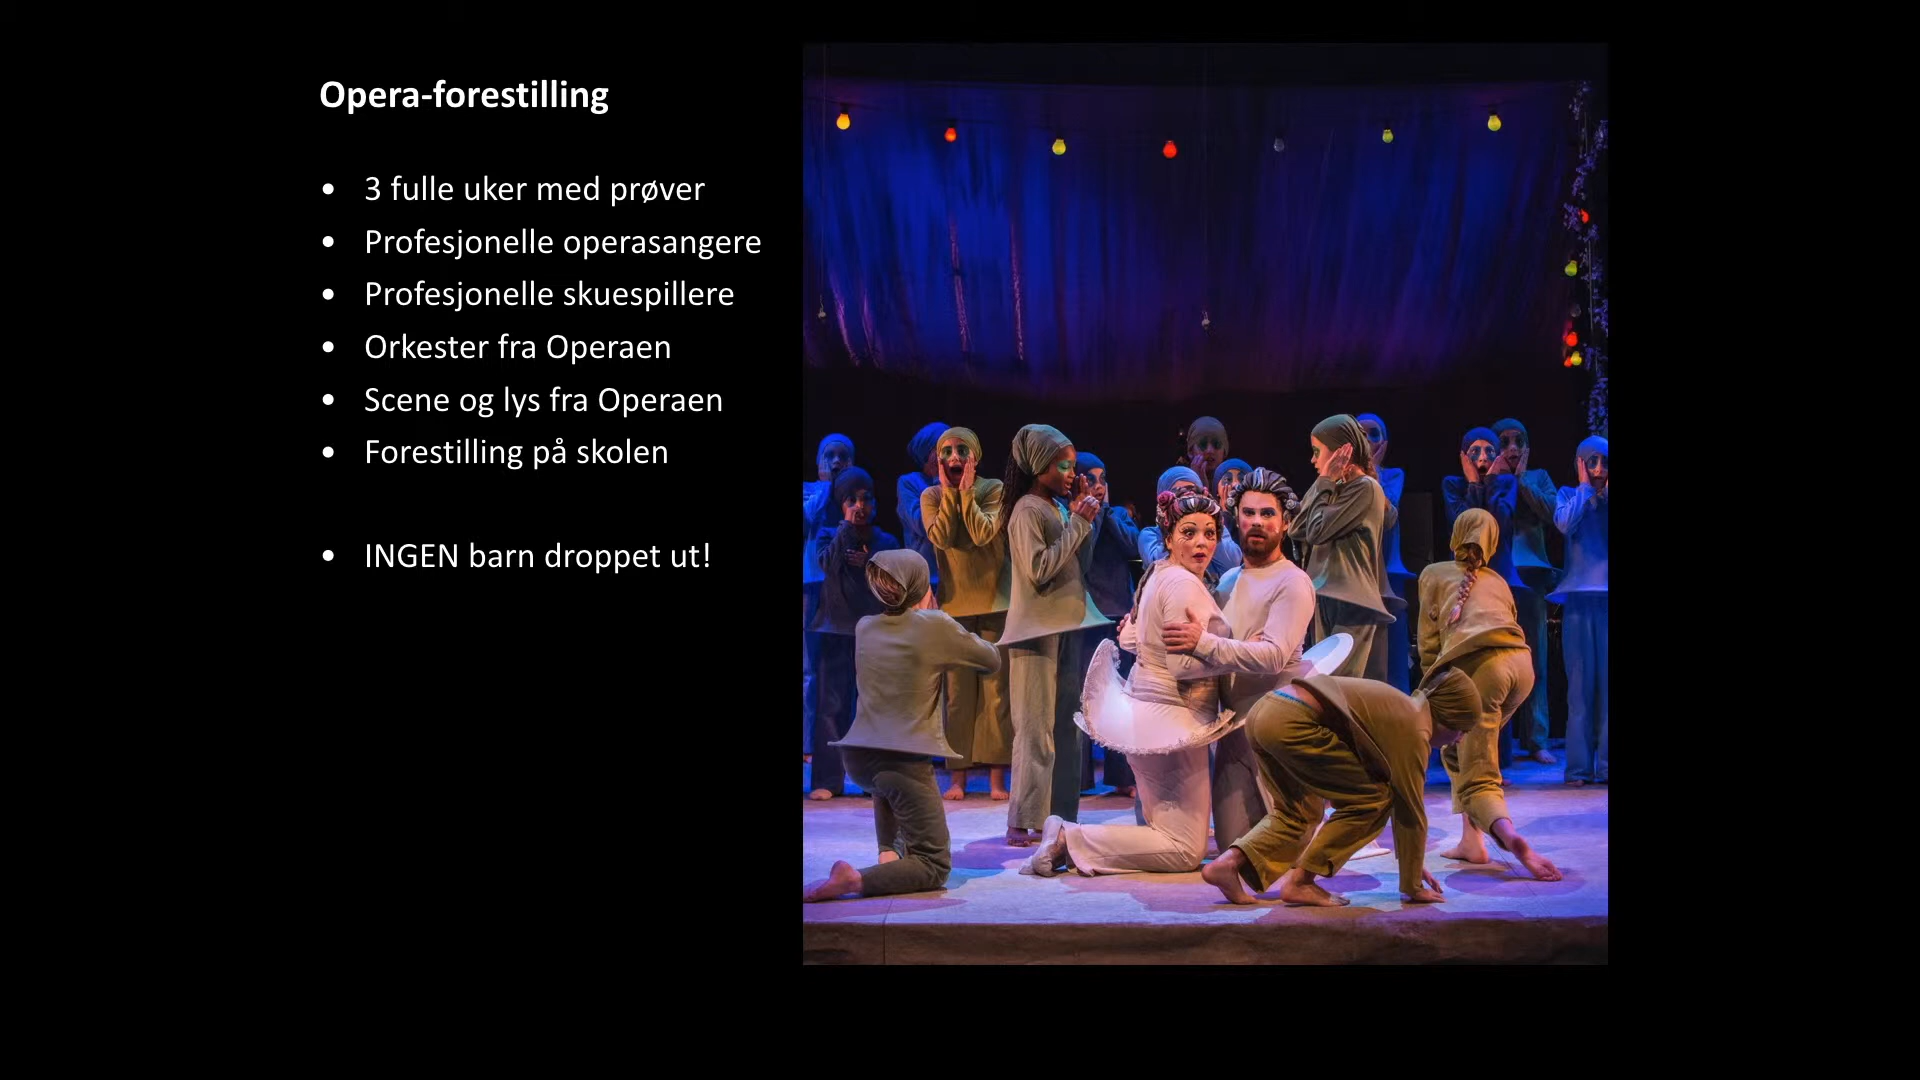 Opera-forestilling
• 3 fulle uker med prøver
• Profesjonelle operasangere
• Profesjonelle skuespillere
• Orkester fra Operaen
• Scene og lys fra Operaen
• Forestilling på skolen
• INGEN barn droppet ut!